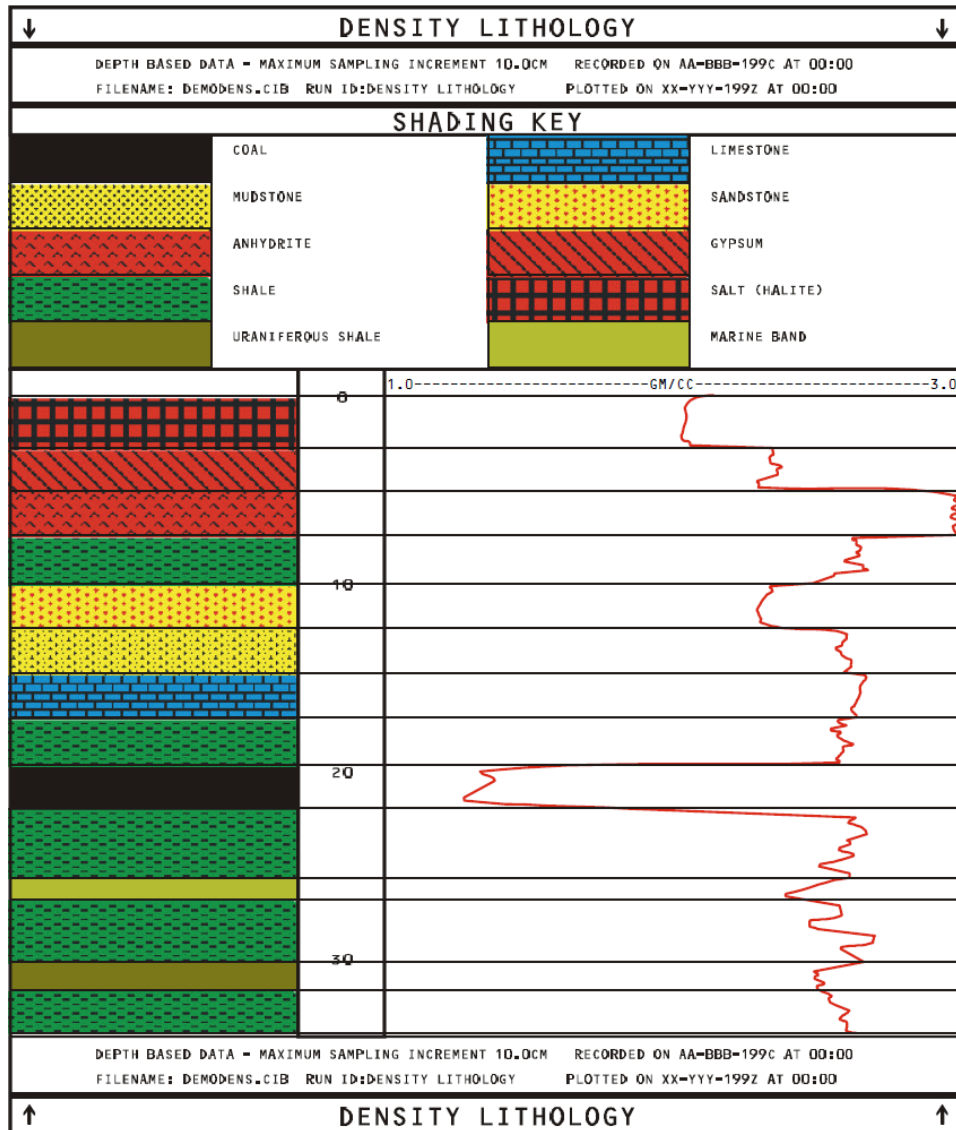 DENSITY LITHOLOGY
DEPTH BASED DATA - MAXIMUM SAMPLING INCREMENT 10.0CM RECORDED ON AA-BBB-199C AT 00:00
FILENAME: DEMODENS.CIB RUN ID:DENSITY LITHOLOGY PLOTTED ON XX-YYY-199Z AT 00:00
SHADING KEY
COAL LIMESTONE
MUDSTONE SANDSTONE
ANHYDRITE GYPSUM
SHALE SALT (HALITE)
URANIFEROUS SHALE MARINE BAND
1.0------------------------GM/CC------------------------3.0
0
10
20
30
DEPTH BASED DATA - MAXIMUM SAMPLING INCREMENT 10.0CM RECORDED ON AA-BBB-199C AT 00:00
FILENAME: DEMODENS.CIB RUN ID:DENSITY LITHOLOGY PLOTTED ON XX-YYY-199Z AT 00:00
DENSITY LITHOLOGY